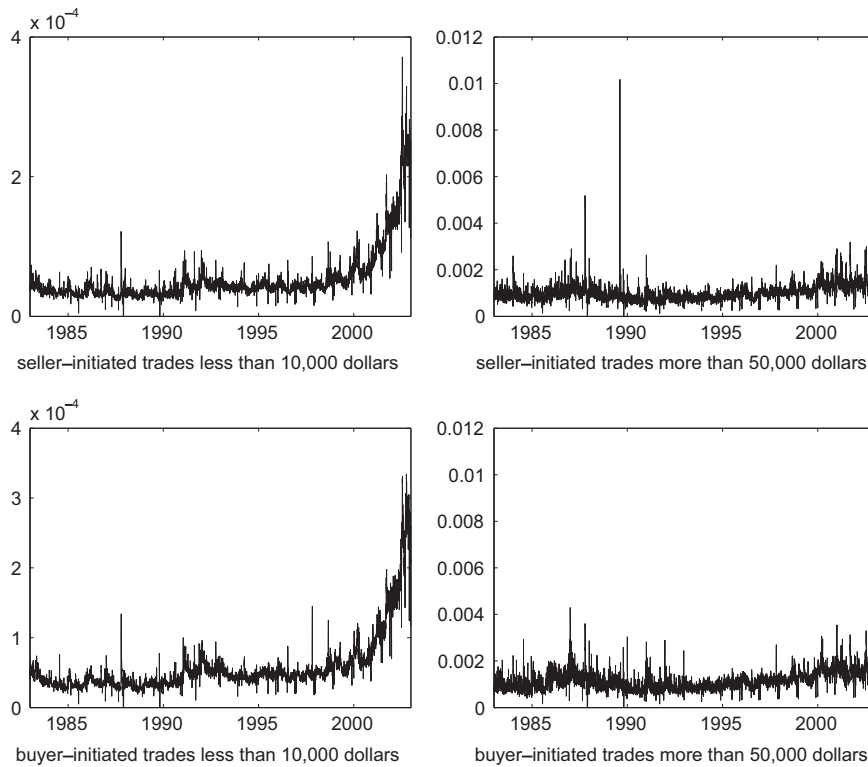 x 10⁻⁴
4
2
0
1985 1990 1995 2000
seller–initiated trades less than 10,000 dollars
0.012
0.01
0.008
0.006
0.004
0.002
0
1985 1990 1995 2000
seller–initiated trades more than 50,000 dollars
x 10⁻⁴
4
3
2
1
0
1985 1990 1995 2000
buyer–initiated trades less than 10,000 dollars
0.012
0.01
0.008
0.006
0.004
0.002
0
1985 1990 1995 2000
buyer–initiated trades more than 50,000 dollars